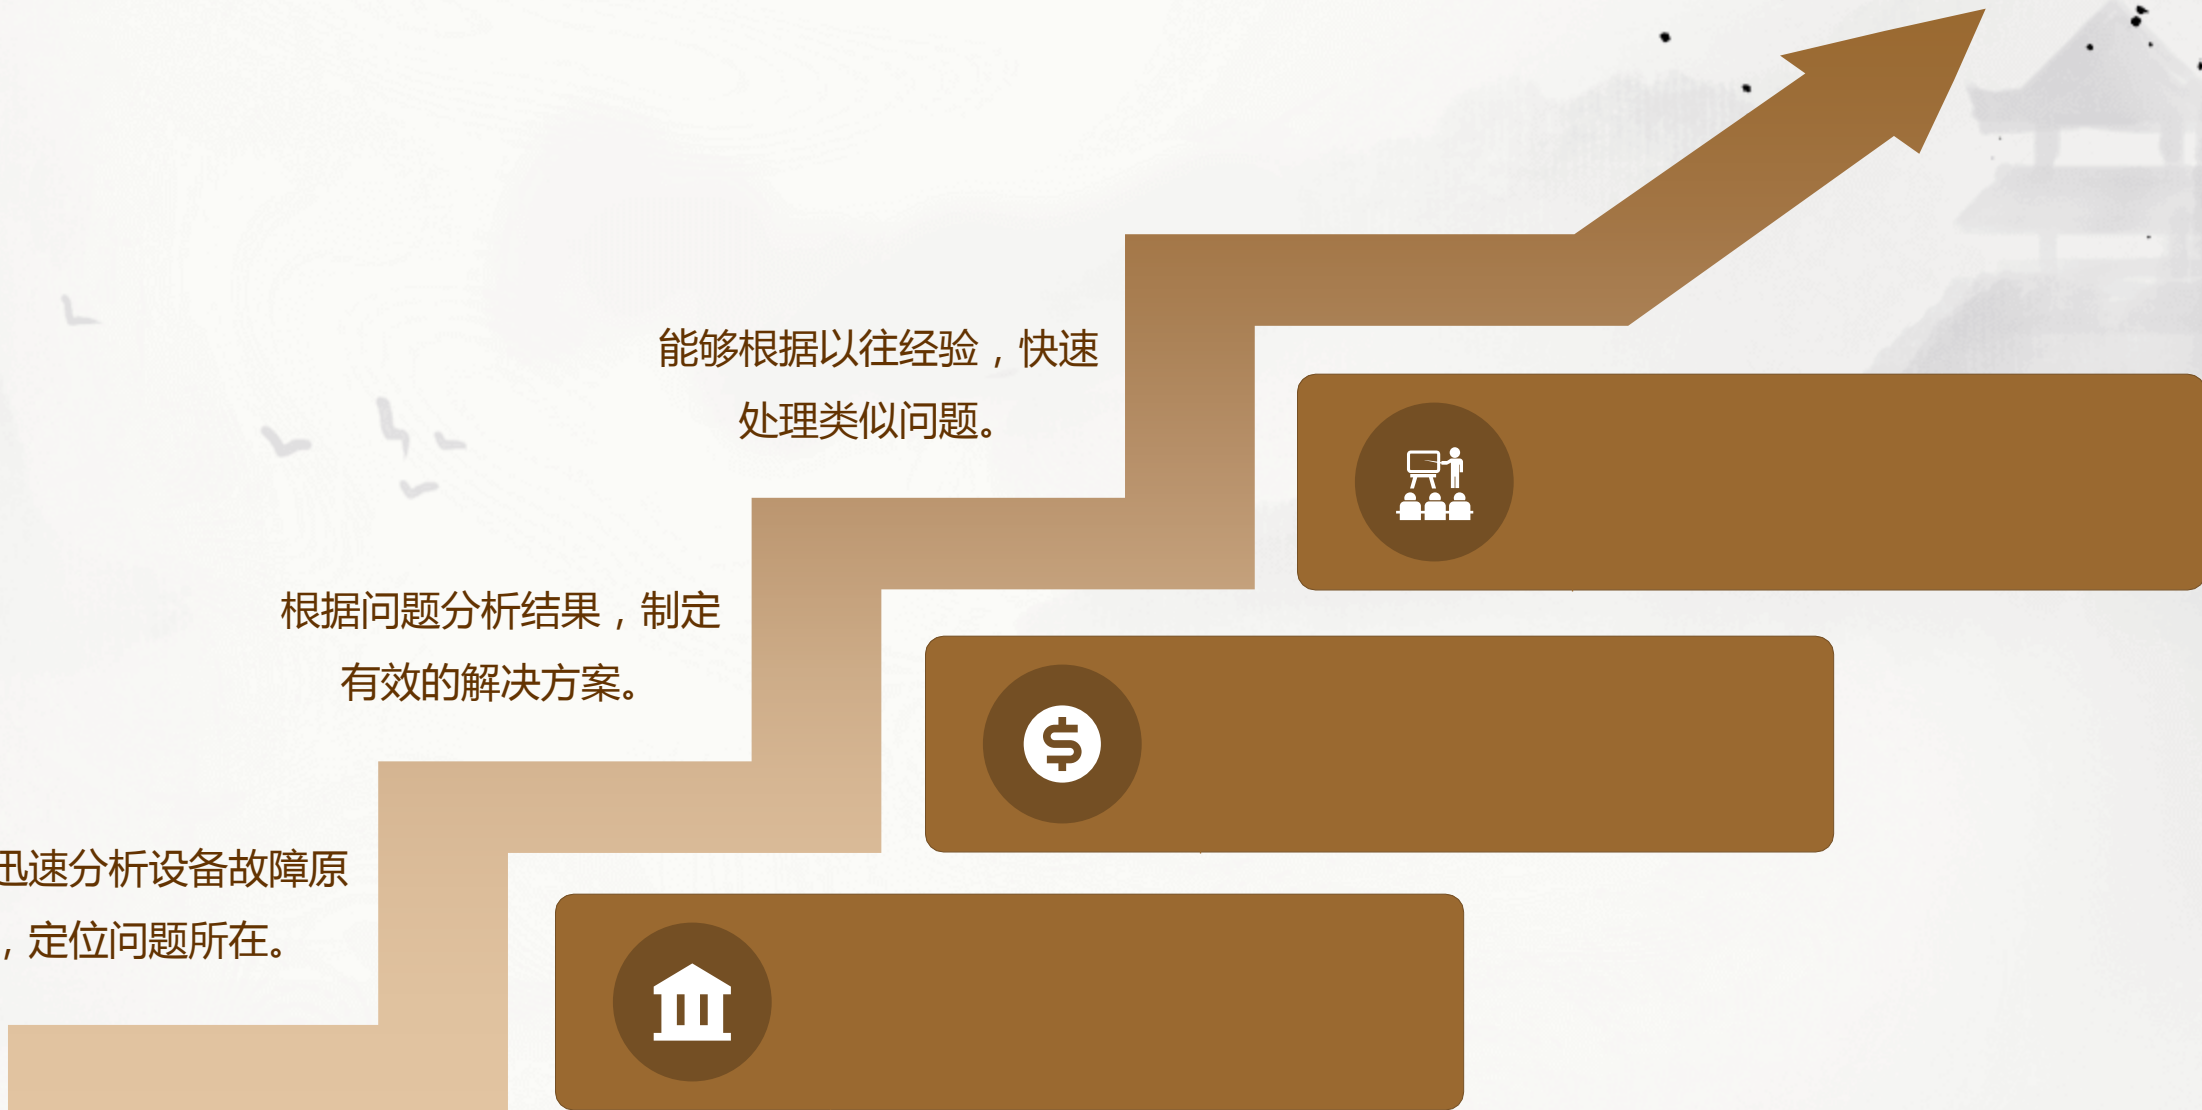 能够根据以往经验，快速
处理类似问题。
根据问题分析结果，制定
有效的解决方案。
迅速分析设备故障原
，定位问题所在。